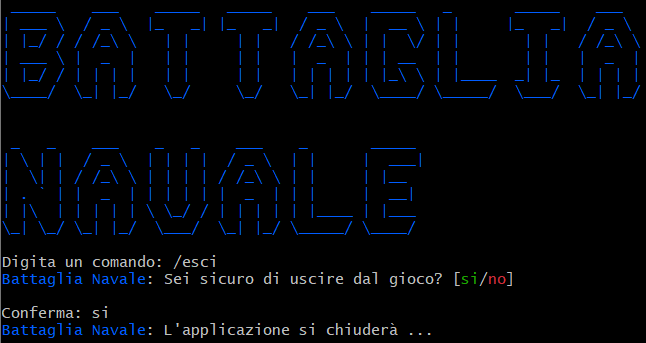 BATTAGLIA
NAVALE
Digita un comando: /esci
Battaglia Navale: Sei sicuro di uscire dal gioco? [si/no]
Conferma: si
Battaglia Navale: L'applicazione si chiuderà ...